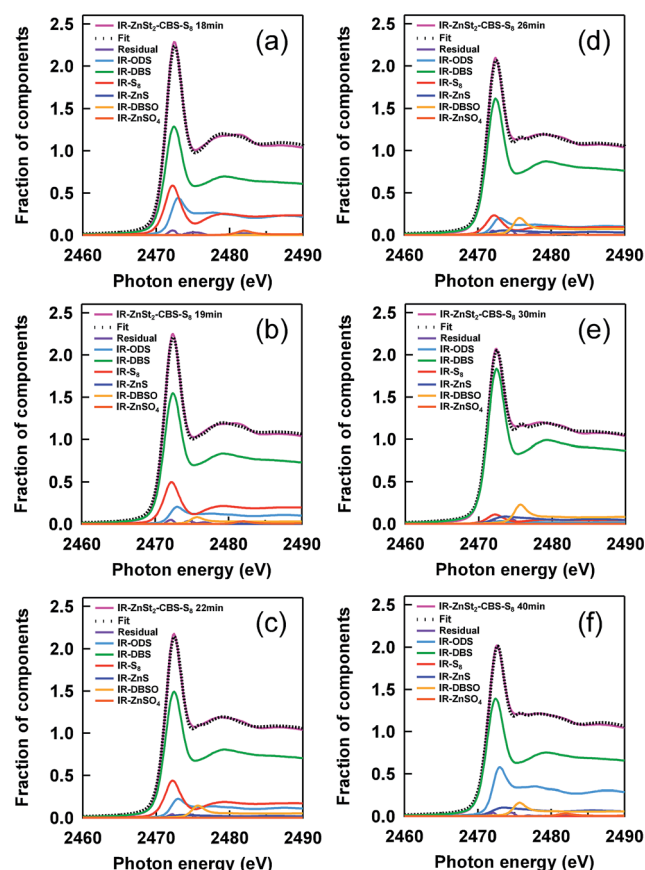 IR-ZnSt₂-CBS-S₈ 18min
Fit
Residual
IR-ODS
IR-DBS
IR-S₈
IR-ZnS
IR-DBSO
IR-ZnSO₄
(a)
Fraction of components
2.5
2.0
1.5
1.0
0.5
0.0
2460 2470 2480 2490
Photon energy (eV)
IR-ZnSt₂-CBS-S₈ 26min
Fit
Residual
IR-ODS
IR-DBS
IR-S₈
IR-ZnS
IR-DBSO
IR-ZnSO₄
(d)
Fraction of components
2.5
2.0
1.5
1.0
0.5
0.0
2460 2470 2480 2490
Photon energy (eV)
IR-ZnSt₂-CBS-S₈ 19min
Fit
Residual
IR-ODS
IR-DBS
IR-S₈
IR-ZnS
IR-DBSO
IR-ZnSO₄
(b)
Fraction of components
2.5
2.0
1.5
1.0
0.5
0.0
2460 2470 2480 2490
Photon energy (eV)
IR-ZnSt₂-CBS-S₈ 30min
Fit
Residual
IR-ODS
IR-DBS
IR-S₈
IR-ZnS
IR-DBSO
IR-ZnSO₄
(e)
Fraction of components
2.5
2.0
1.5
1.0
0.5
0.0
2460 2470 2480 2490
Photon energy (eV)
IR-ZnSt₂-CBS-S₈ 22min
Fit
Residual
IR-ODS
IR-DBS
IR-S₈
IR-ZnS
IR-DBSO
IR-ZnSO₄
(c)
Fraction of components
2.5
2.0
1.5
1.0
0.5
0.0
2460 2470 2480 2490
Photon energy (eV)
IR-ZnSt₂-CBS-S₈ 40min
Fit
Residual
IR-ODS
IR-DBS
IR-S₈
IR-ZnS
IR-DBSO
IR-ZnSO₄
(f)
Fraction of components
2.5
2.0
1.5
1.0
0.5
0.0
2460 2470 2480 2490
Photon energy (eV)